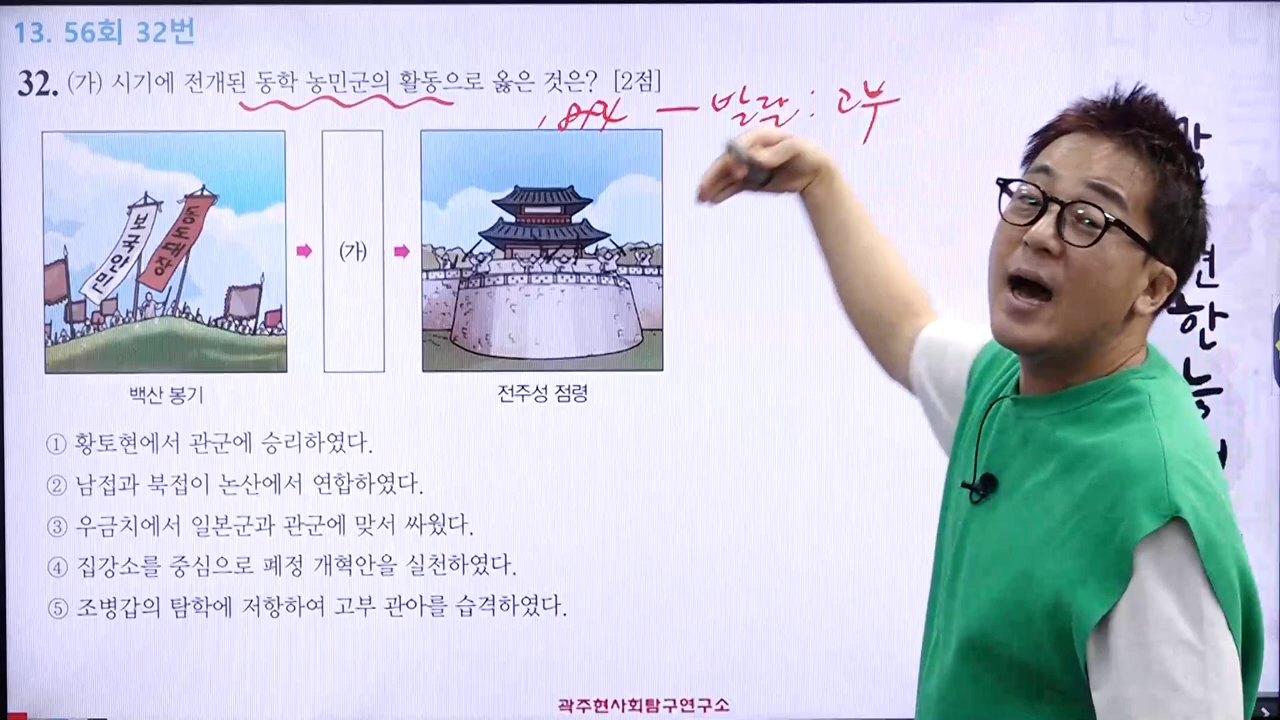 13. 56회 32번
32. (가) 시기에 전개된 동학 농민군의 활동으로 옳은 것은? [2점]
1894 — 발발 : 고부
보국안민
동도대장
(가)
백산 봉기
전주성 점령
① 황토현에서 관군에 승리하였다.
② 남접과 북접이 논산에서 연합하였다.
③ 우금치에서 일본군과 관군에 맞서 싸웠다.
④ 집강소를 중심으로 폐정 개혁안을 실천하였다.
⑤ 조병갑의 탐학에 저항하여 고부 관아를 습격하였다.
곽주현사회탐구연구소